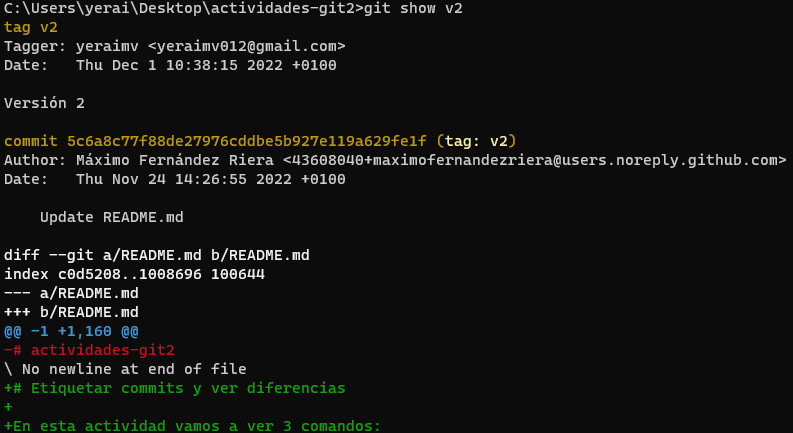 C:\Users\yerai\Desktop\actividades-git2>git show v2
tag v2
Tagger: yeraimv <yeraimv012@gmail.com>
Date:   Thu Dec 1 10:38:15 2022 +0100

Versión 2

commit 5c6a8c77f88de27976cddbe5b927e119a629fe1f (tag: v2)
Author: Máximo Fernández Riera <43608040+maximofernandezriera@users.noreply.github.com>
Date:   Thu Nov 24 14:26:55 2022 +0100

    Update README.md

diff --git a/README.md b/README.md
index c0d5208..1008696 100644
--- a/README.md
+++ b/README.md
@@ -1 +1,160 @@
-# actividades-git2
\ No newline at end of file
+# Etiquetar commits y ver diferencias
+
+En esta actividad vamos a ver 3 comandos: